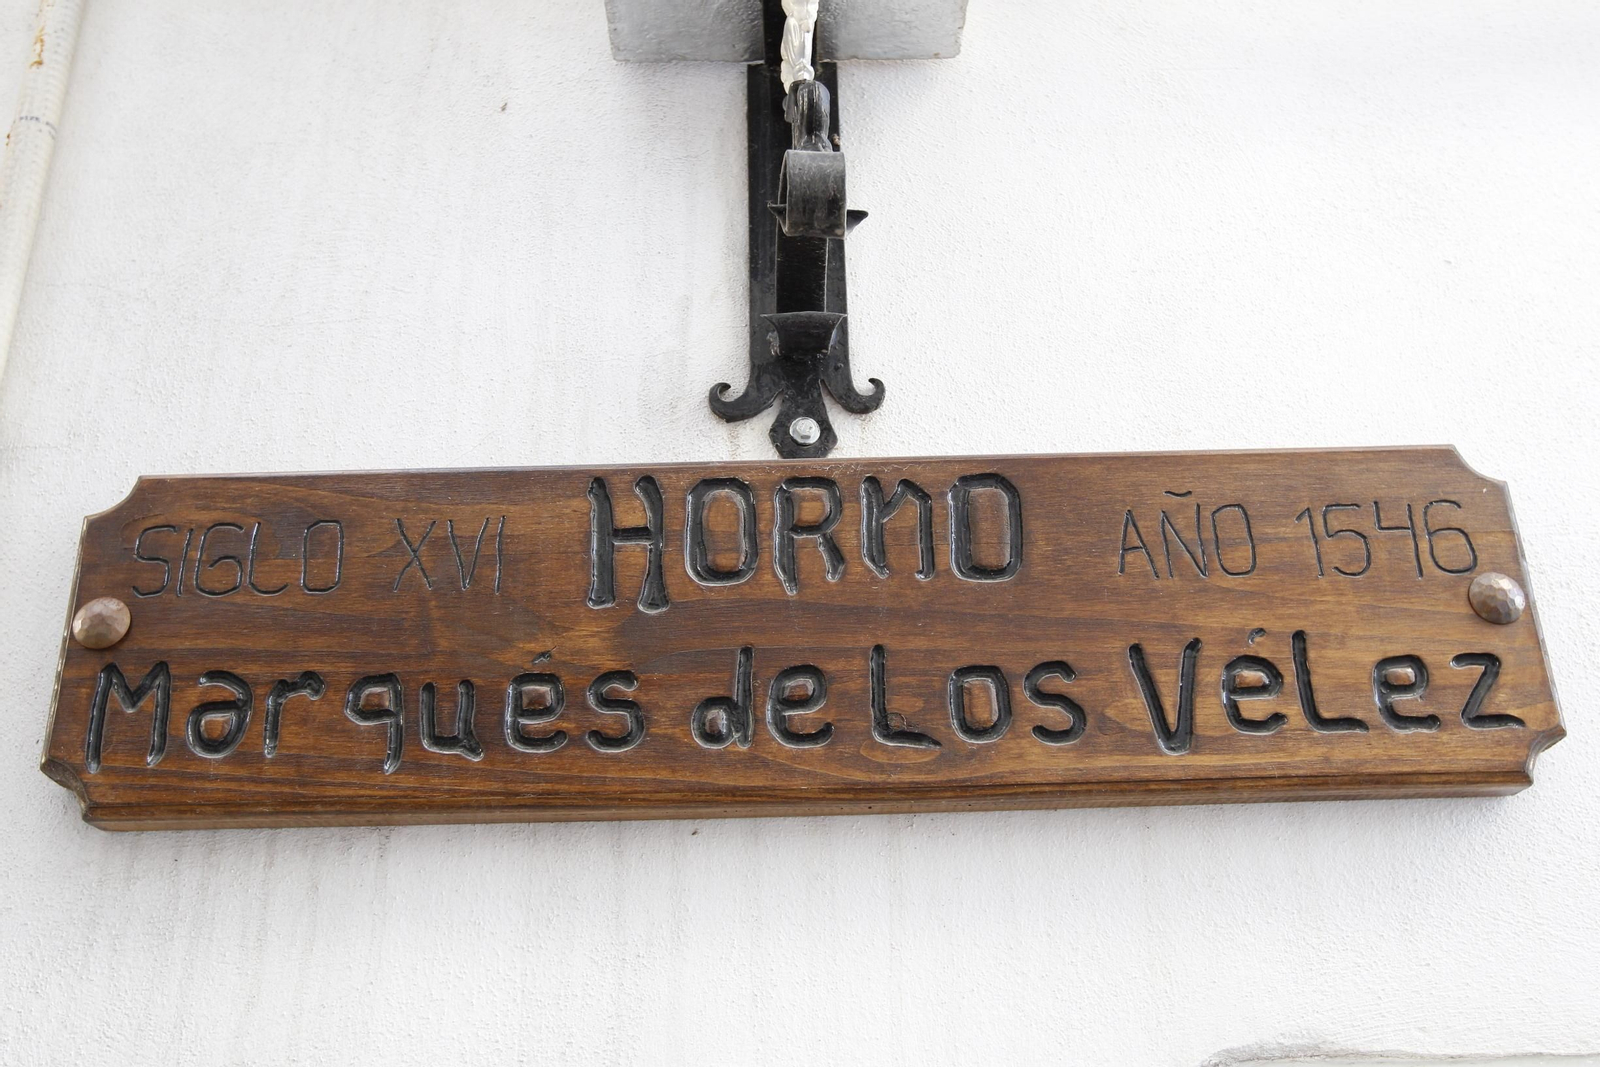 SIGLO XVI HORNO AÑO 1546
Marqués de Los VéLez